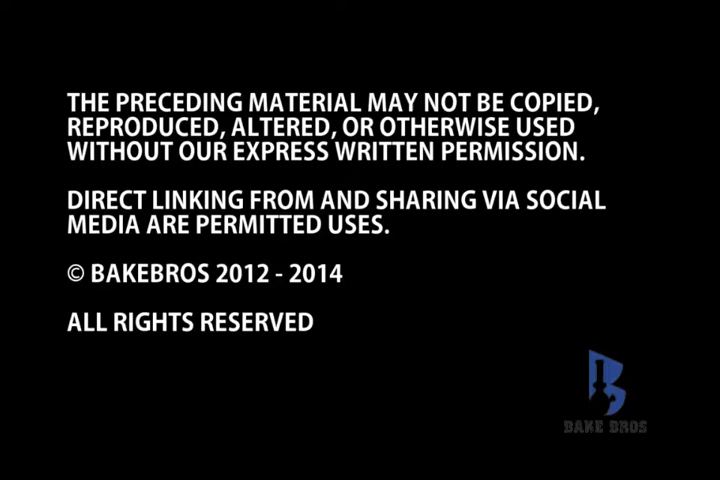 THE PRECEDING MATERIAL MAY NOT BE COPIED,
REPRODUCED, ALTERED, OR OTHERWISE USED
WITHOUT OUR EXPRESS WRITTEN PERMISSION.
DIRECT LINKING FROM AND SHARING VIA SOCIAL
MEDIA ARE PERMITTED USES.
© BAKEBROS 2012 - 2014
ALL RIGHTS RESERVED
BAKE BROS